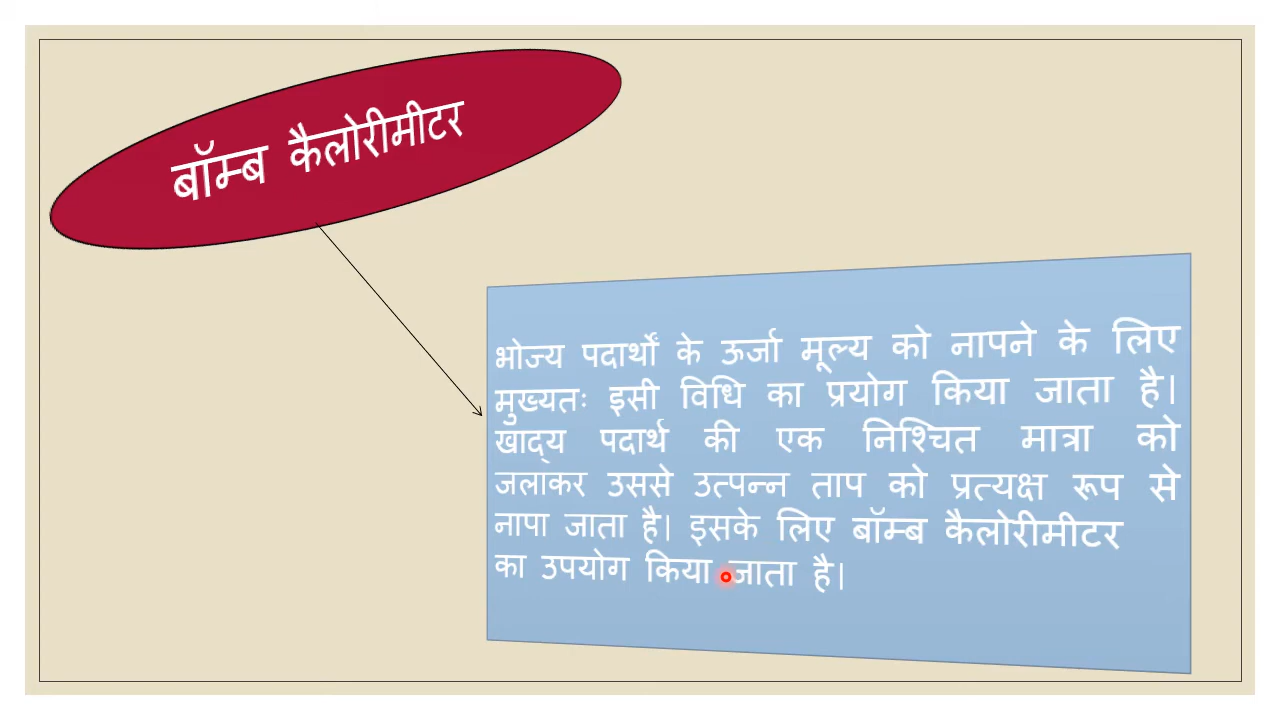 बॉम्ब कैलोरीमीटर
भोज्य पदार्थों के ऊर्जा मूल्य को नापने के लिए
मुख्यतः इसी विधि का प्रयोग किया जाता है।
खाद्य पदार्थ की एक निश्चित मात्रा को
जलाकर उससे उत्पन्न ताप को प्रत्यक्ष रूप से
नापा जाता है। इसके लिए बॉम्ब कैलोरीमीटर
का उपयोग किया जाता है।